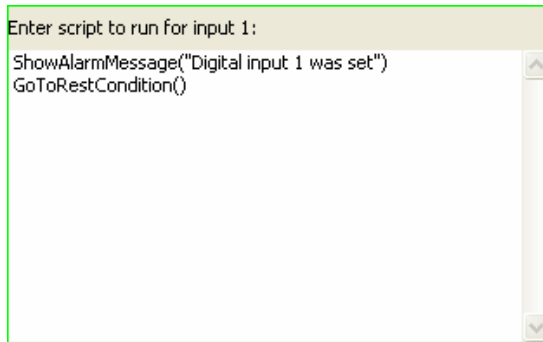 Enter script to run for input 1:
ShowAlarmMessage("Digital input 1 was set")
GoToRestCondition()